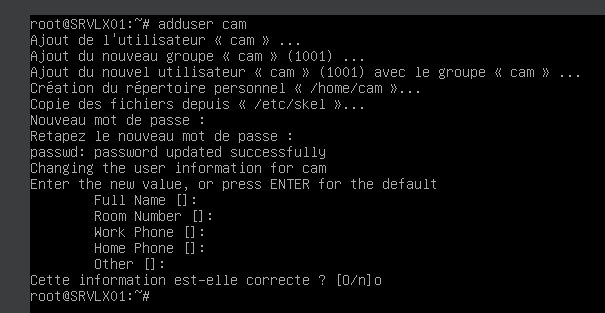 root@SRVLX01:~# adduser cam
Ajout de l'utilisateur « cam » ...
Ajout du nouveau groupe « cam » (1001) ...
Ajout du nouvel utilisateur « cam » (1001) avec le groupe « cam » ...
Création du répertoire personnel « /home/cam »...
Copie des fichiers depuis « /etc/skel »...
Nouveau mot de passe :
Retapez le nouveau mot de passe :
passwd: password updated successfully
Changing the user information for cam
Enter the new value, or press ENTER for the default
Full Name []:
Room Number []:
Work Phone []:
Home Phone []:
Other []:
Cette information est-elle correcte ? [O/n]o
root@SRVLX01:~#